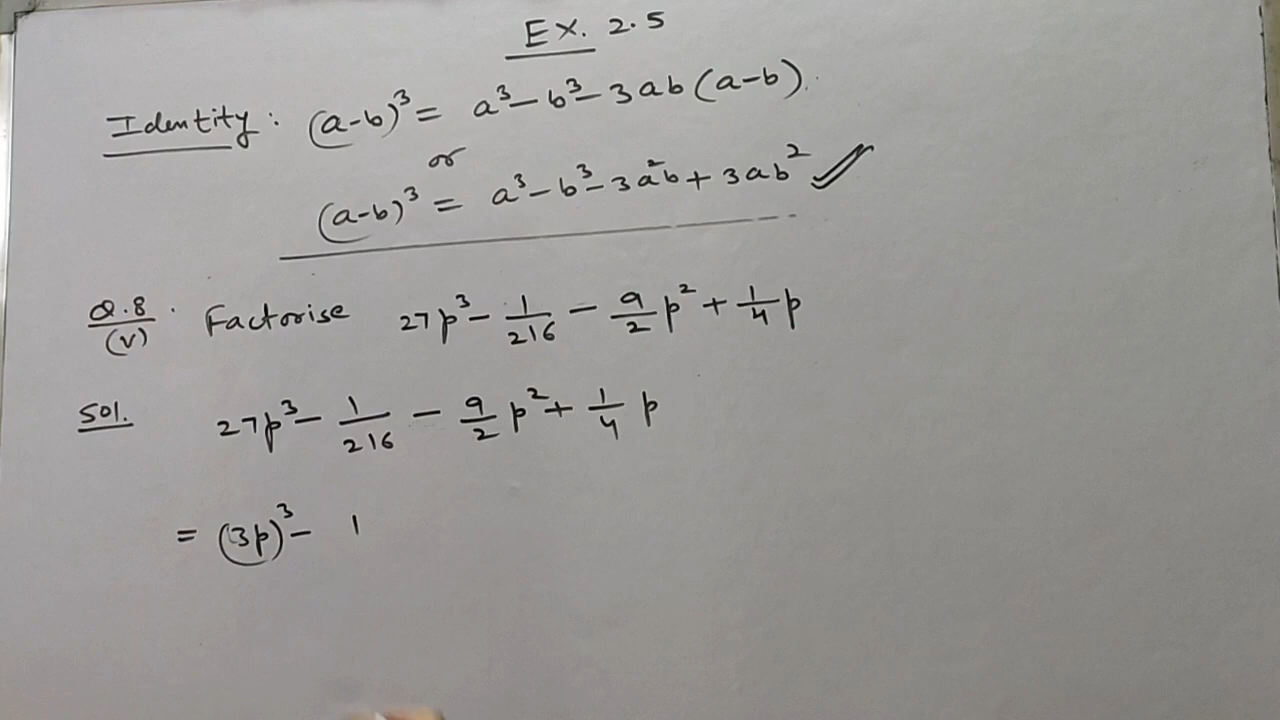 EX. 2.5
Identity: (a-b)³ = a³-b³-3ab(a-b).
or
(a-b)³ = a³-b³-3a²b+3ab² ✓
Q.8 (v). Factorise 27p³ - 1/216 - 9/2 p² + 1/4 p
Sol. 27p³ - 1/216 - 9/2 p² + 1/4 p
= (3p)³ - 1